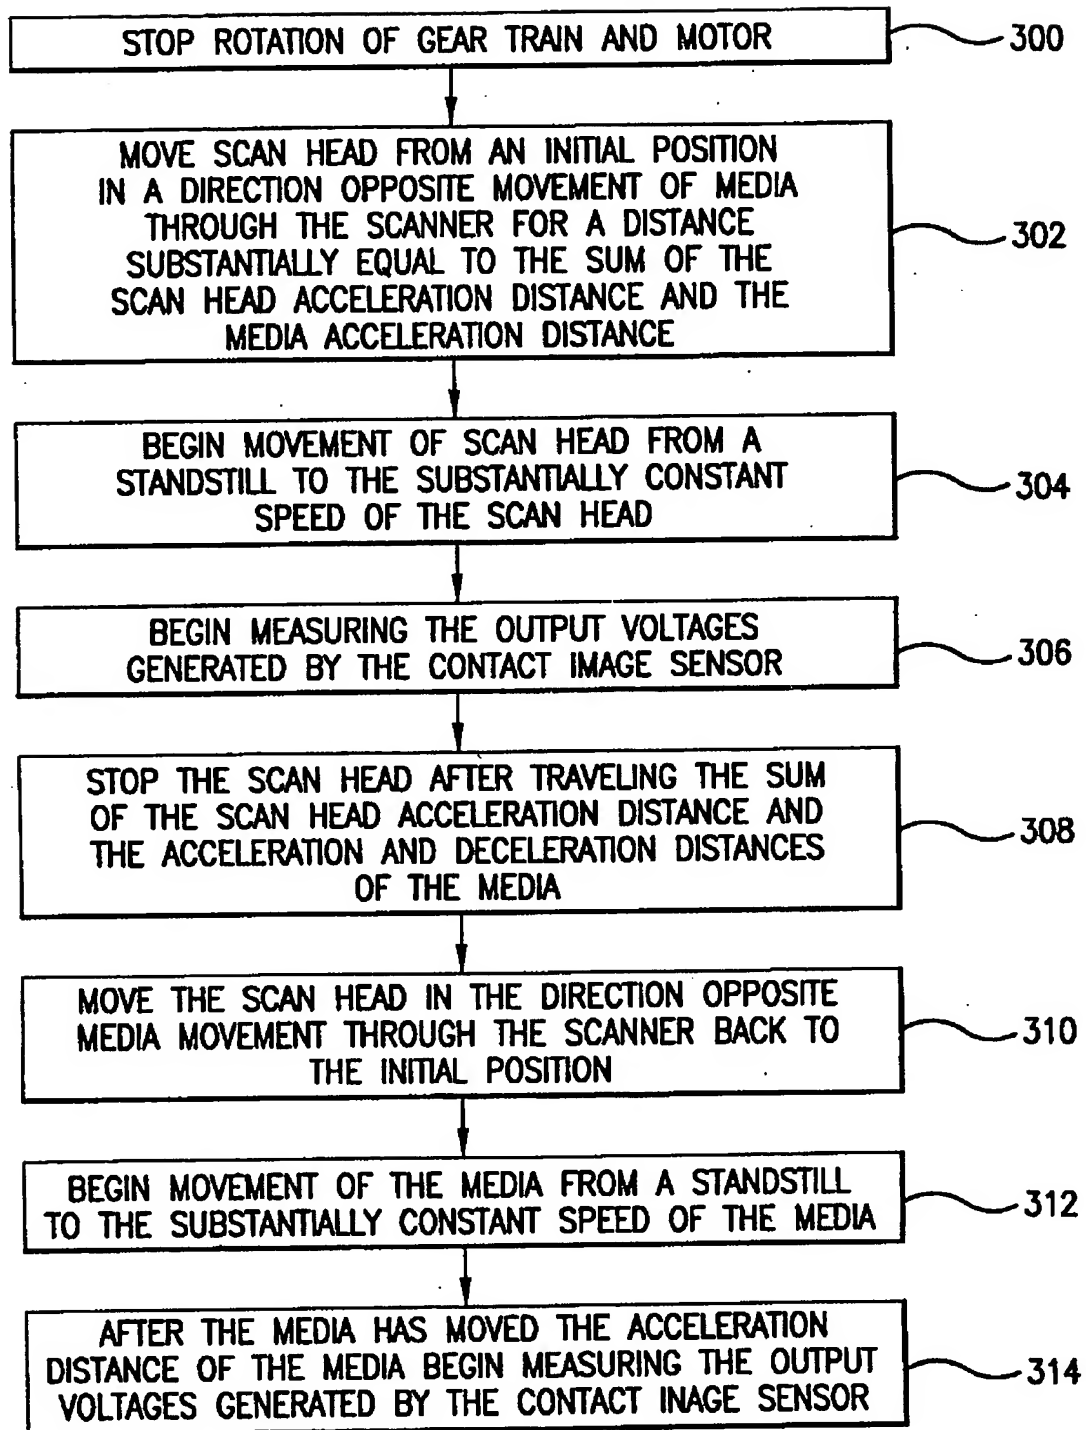 STOP ROTATION OF GEAR TRAIN AND MOTOR
300
MOVE SCAN HEAD FROM AN INITIAL POSITION
IN A DIRECTION OPPOSITE MOVEMENT OF MEDIA
THROUGH THE SCANNER FOR A DISTANCE
SUBSTANTIALLY EQUAL TO THE SUM OF THE
SCAN HEAD ACCELERATION DISTANCE AND THE
MEDIA ACCELERATION DISTANCE
302
BEGIN MOVEMENT OF SCAN HEAD FROM A
STANDSTILL TO THE SUBSTANTIALLY CONSTANT
SPEED OF THE SCAN HEAD
304
BEGIN MEASURING THE OUTPUT VOLTAGES
GENERATED BY THE CONTACT IMAGE SENSOR
306
STOP THE SCAN HEAD AFTER TRAVELING THE SUM
OF THE SCAN HEAD ACCELERATION DISTANCE AND
THE ACCELERATION AND DECELERATION DISTANCES
OF THE MEDIA
308
MOVE THE SCAN HEAD IN THE DIRECTION OPPOSITE
MEDIA MOVEMENT THROUGH THE SCANNER BACK TO
THE INITIAL POSITION
310
BEGIN MOVEMENT OF THE MEDIA FROM A STANDSTILL
TO THE SUBSTANTIALLY CONSTANT SPEED OF THE MEDIA
312
AFTER THE MEDIA HAS MOVED THE ACCELERATION
DISTANCE OF THE MEDIA BEGIN MEASURING THE OUTPUT
VOLTAGES GENERATED BY THE CONTACT INAGE SENSOR
314